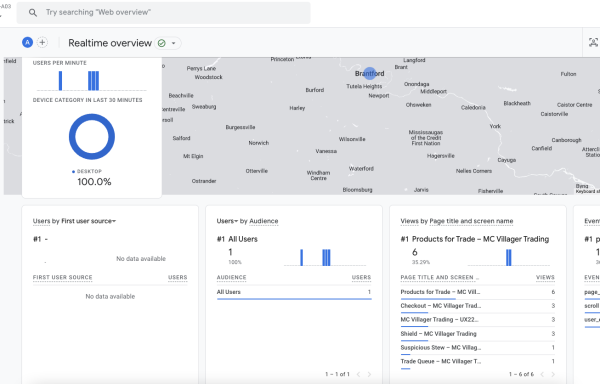 Try searching "Web overview"
A
Realtime overview
USERS PER MINUTE
DEVICE CATEGORY IN LAST 30 MINUTES
DESKTOP
100.0%
Princeton
Langford
Perrys Lane
Brant
Woodstock
Brantford
Fulton
Burford
Tutela Heights
Onondaga
Middleport
Beachville
Newport
Sweaburg
Harley
Ohsweken
Caledonia
Blackheath
Caistor Centre
Caistorville
York
Burgessville
Salford
Norwich
Wilsonville
Mississaugas
of the Credit
First Nation
Canborough
Canfield
Vanessa
Mt Elgin
Hagersville
Cayuga
Otterville
Waterford
Windham
Centre
Nelles Corners
Ostrander
Bloomsburg
Jarvis
Fisherville
Users by First user source
#1 -
-
No data available
FIRST USER SOURCE USERS
No data available
Users by Audience
#1 All Users
1
100%
AUDIENCE USERS
All Users 1
1 – 1 of 1
Views by Page title and screen name
#1 Products for Trade – MC Villager Trading
6
35.29%
PAGE TITLE AND SCREEN … VIEWS
Products for Trade – MC Vill… 6
Checkout – MC Villager Trad… 3
MC Villager Trading – UX22… 3
Shield – MC Villager Trading 3
Suspicious Stew – MC Villag… 1
Trade Queue – MC Villager T… 1
1 – 6 of 6
#1 p
1
page_
scroll
user_e